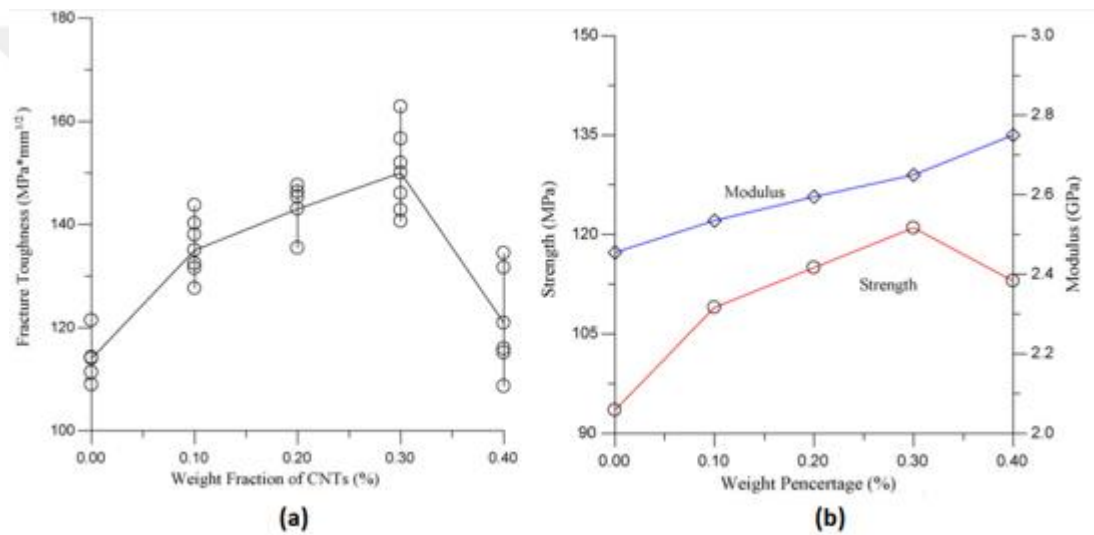 180
160
140
120
100
Fracture Toughness (MPa*mm^1/2)
0.00 0.10 0.20 0.30 0.40
Weight Fraction of CNTs (%)
(a)
150
135
120
105
90
Strength (MPa)
Modulus
Strength
3.0
2.8
2.6
2.4
2.2
2.0
Modulus (GPa)
0.00 0.10 0.20 0.30 0.40
Weight Pencertage (%)
(b)